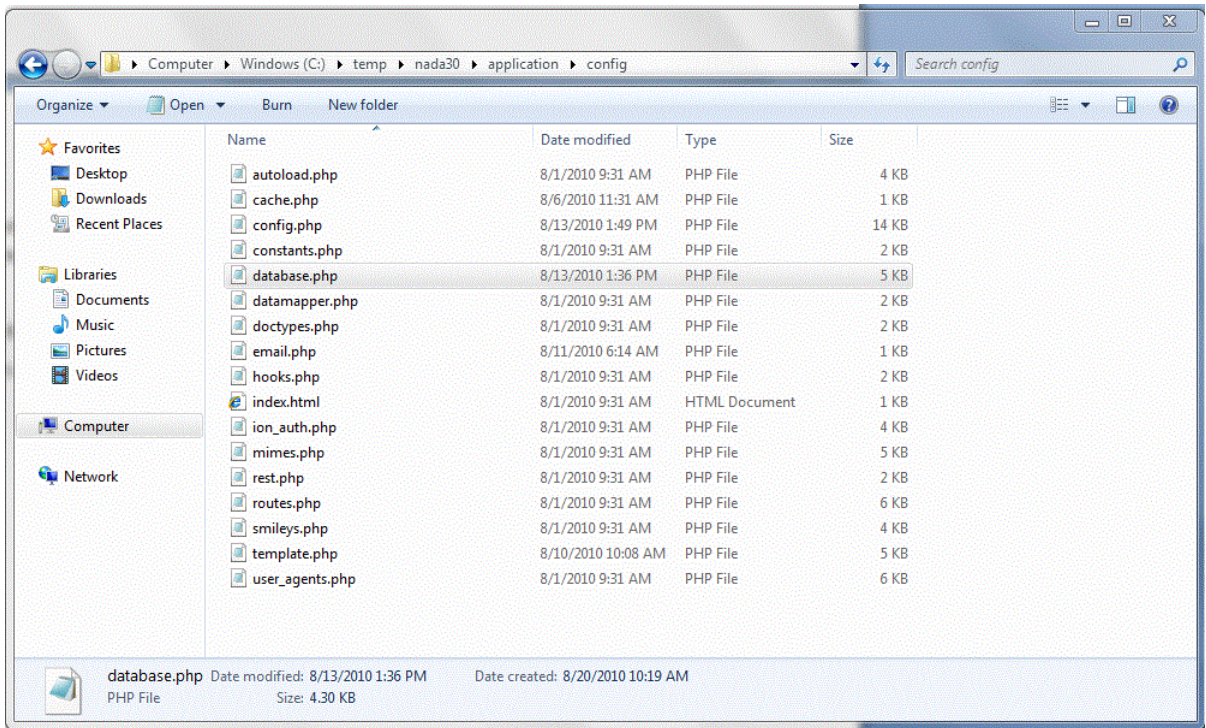 Computer Windows (C:) temp nada30 application config Search config
Organize Open Burn New folder
Name Date modified Type Size
Favorites
Desktop
Downloads
Recent Places
Libraries
Documents
Music
Pictures
Videos
Computer
Network
autoload.php 8/1/2010 9:31 AM PHP File 4 KB
cache.php 8/6/2010 11:31 AM PHP File 1 KB
config.php 8/13/2010 1:49 PM PHP File 14 KB
constants.php 8/1/2010 9:31 AM PHP File 2 KB
database.php 8/13/2010 1:36 PM PHP File 5 KB
datamapper.php 8/1/2010 9:31 AM PHP File 2 KB
doctypes.php 8/1/2010 9:31 AM PHP File 2 KB
email.php 8/11/2010 6:14 AM PHP File 1 KB
hooks.php 8/1/2010 9:31 AM PHP File 2 KB
index.html 8/1/2010 9:31 AM HTML Document 1 KB
ion_auth.php 8/1/2010 9:31 AM PHP File 4 KB
mimes.php 8/1/2010 9:31 AM PHP File 5 KB
rest.php 8/1/2010 9:31 AM PHP File 2 KB
routes.php 8/1/2010 9:31 AM PHP File 6 KB
smileys.php 8/1/2010 9:31 AM PHP File 4 KB
template.php 8/10/2010 10:08 AM PHP File 5 KB
user_agents.php 8/1/2010 9:31 AM PHP File 6 KB
database.php Date modified: 8/13/2010 1:36 PM Date created: 8/20/2010 10:19 AM
PHP File Size: 4.30 KB